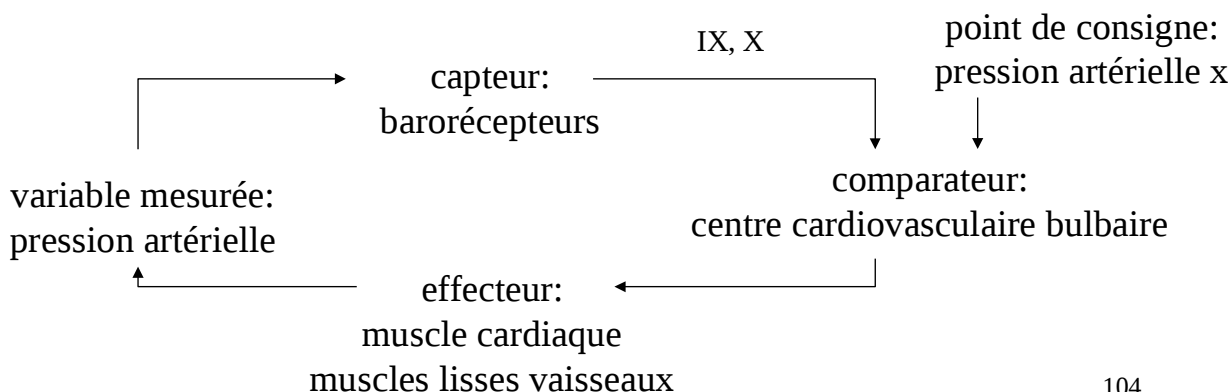 IX, X
point de consigne:
pression artérielle x
capteur:
barorécepteurs
comparateur:
centre cardiovasculaire bulbaire
variable mesurée:
pression artérielle
effecteur:
muscle cardiaque
muscles lisses vaisseaux
104